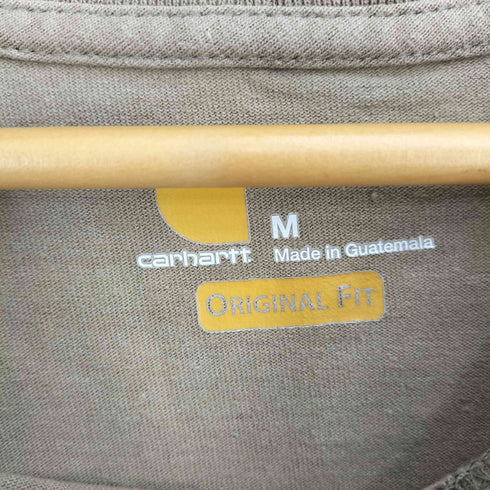 M
carhartt Made in Guatemala
ORIGINAL FIT